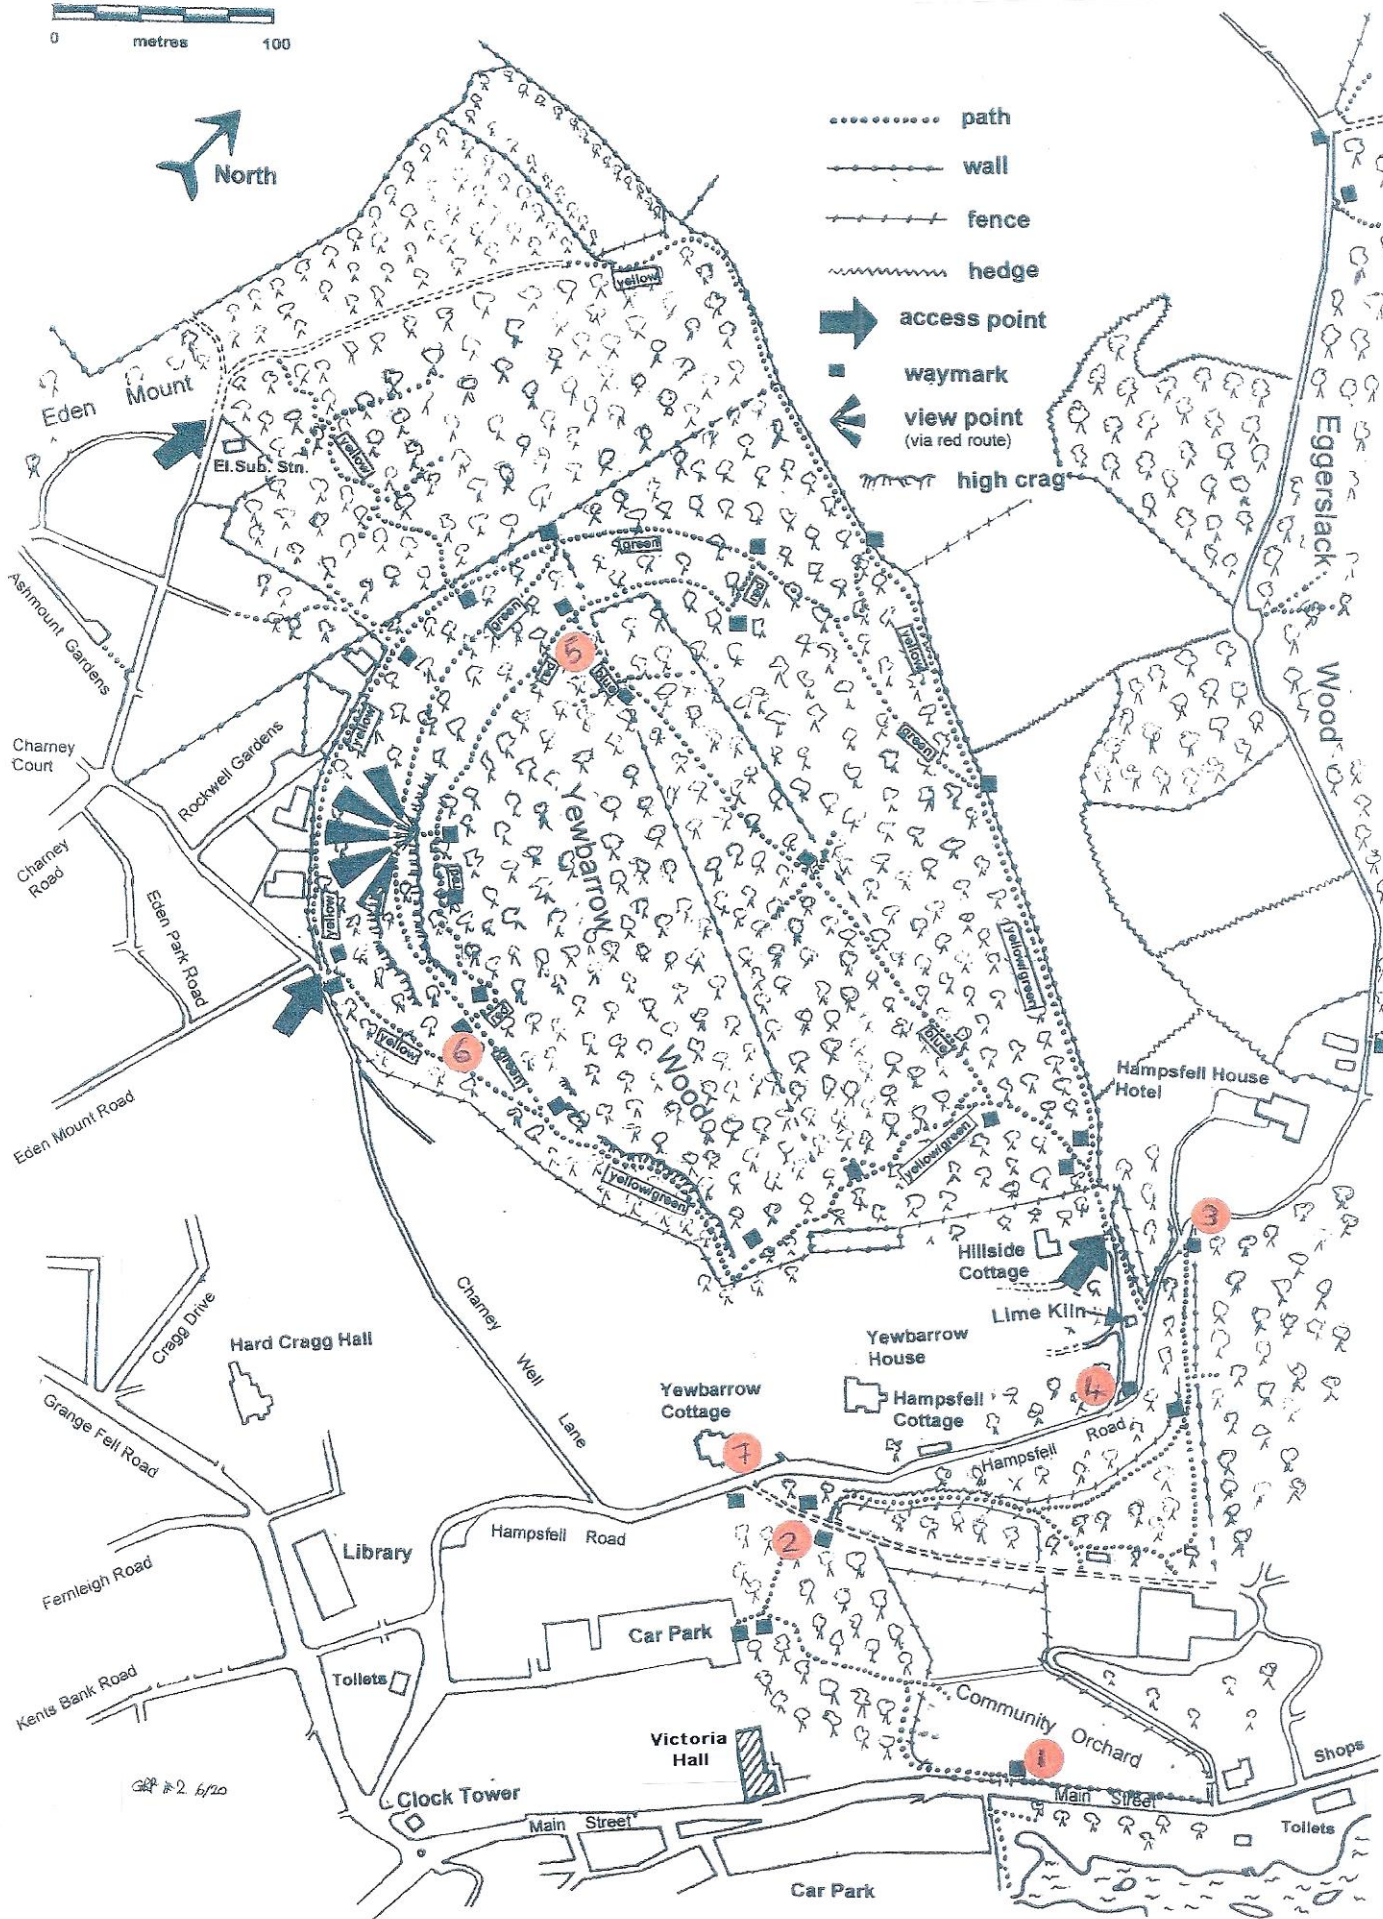 0 metres 100
North
path
wall
fence
hedge
access point
waymark
view point
(via red route)
high crag
yellow
Eden Mount
El.Sub. Stn.
yellow
green
red
green
yellow
Eggerslack
Wood
Ashmount Gardens
5
red
blue
green
yellow
Charney
Court
Rockwell Gardens
Yewbarrow
Wood
Charney
Road
Eden Park Road
red
yellow
yellow/green
red
blue
yellow
6
green
Hampsfell House
Hotel
Eden Mount Road
yellow/green
yellow/green
3
Hillside
Cottage
Lime Kiln
Cragg Drive
Hard Cragg Hall
Charney
Well
Lane
Yewbarrow
House
4
Yewbarrow
Cottage
Hampsfell
Cottage
Grange Fell Road
7
Hampsfell
Road
Hampsfell Road
2
Library
Fernleigh Road
Car Park
Toilets
Kents Bank Road
Community
Orchard
Victoria
Hall
1
Shops
6/20
Clock Tower
Main Street
Main Street
Toilets
Car Park